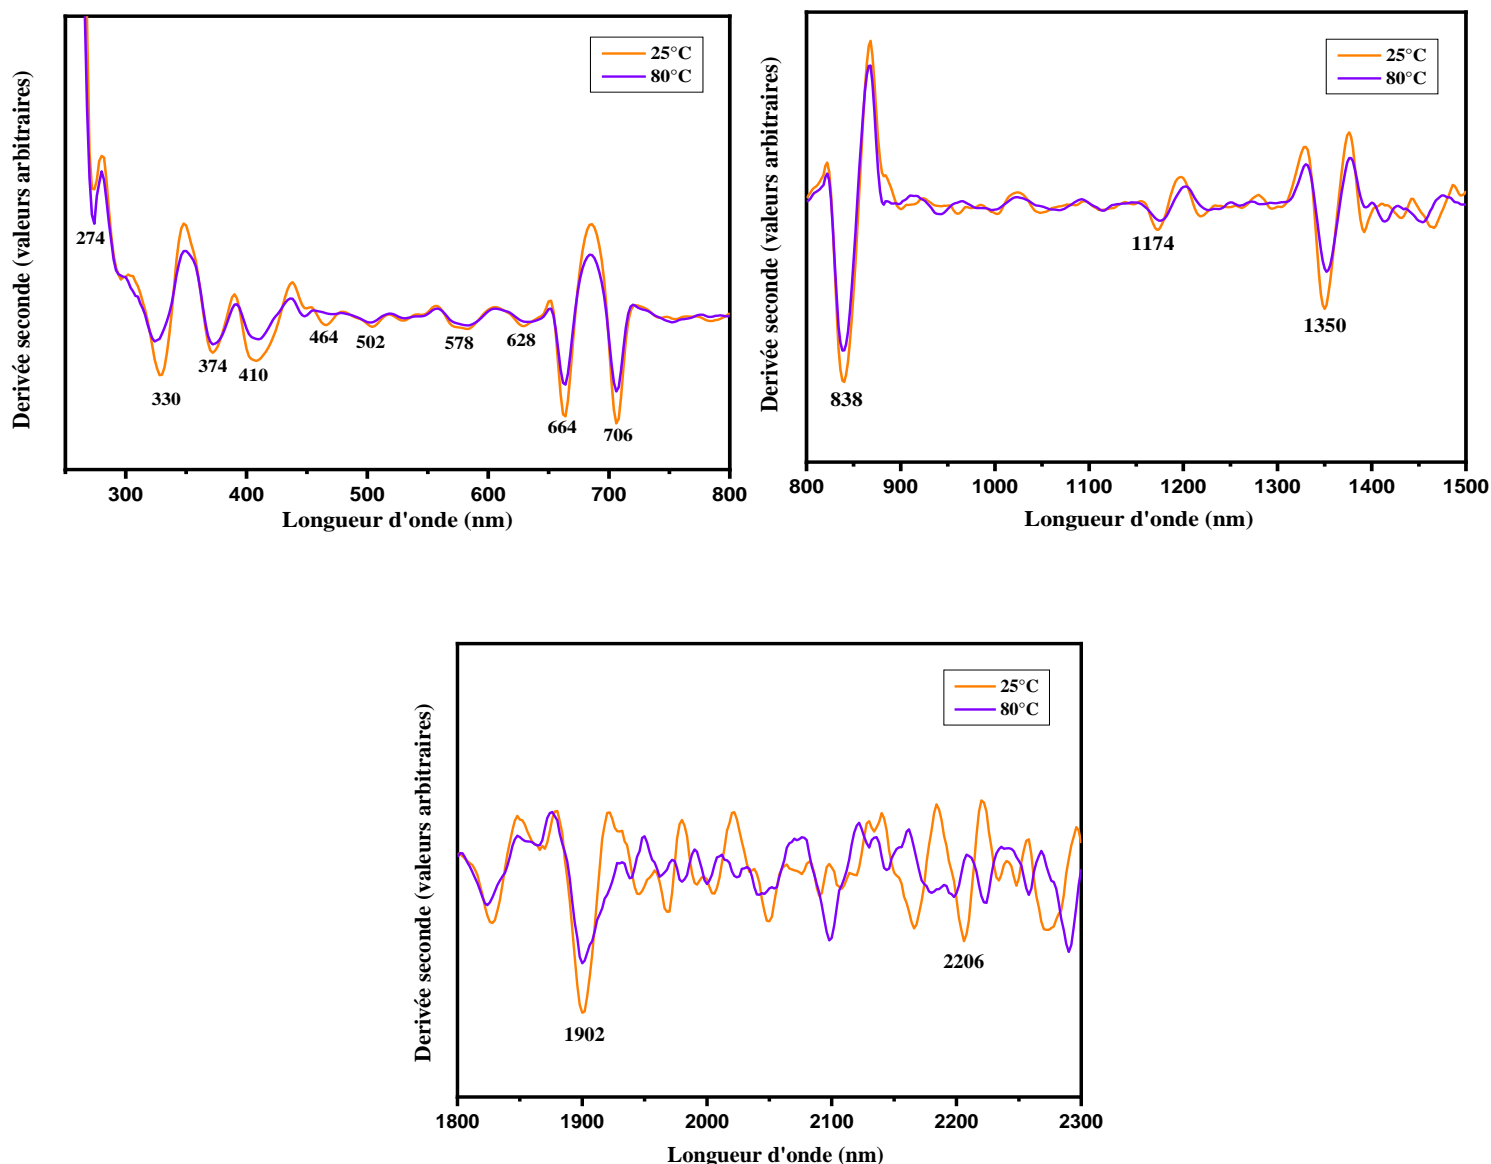 Derivée seconde (valeurs arbitraires)
25°C
80°C
274
330
374
410
464
502
578
628
664
706
300 400 500 600 700 800
Longueur d'onde (nm)
Derivée seconde (valeurs arbitraires)
25°C
80°C
838
1174
1350
800 900 1000 1100 1200 1300 1400 1500
Longueur d'onde (nm)
Derivée seconde (valeurs arbitraires)
25°C
80°C
1902
2206
1800 1900 2000 2100 2200 2300
Longueur d'onde (nm)